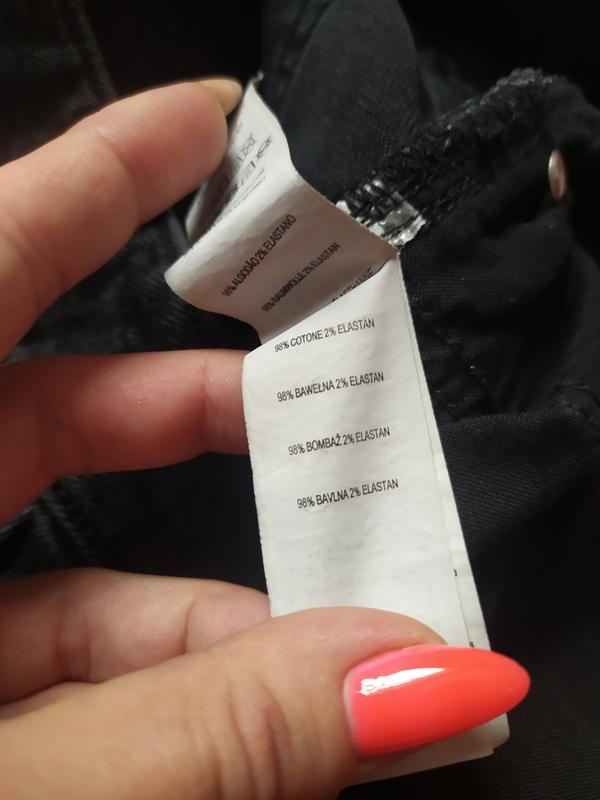 98% ALGODÃO 2% ELASTANO
98% BAUMWOLLE 2% ELASTAN
98% COTONE 2% ELASTAN
98% BAWEŁNA 2% ELASTAN
98% BOMBAŽ 2% ELASTAN
98% BAVLNA 2% ELASTAN